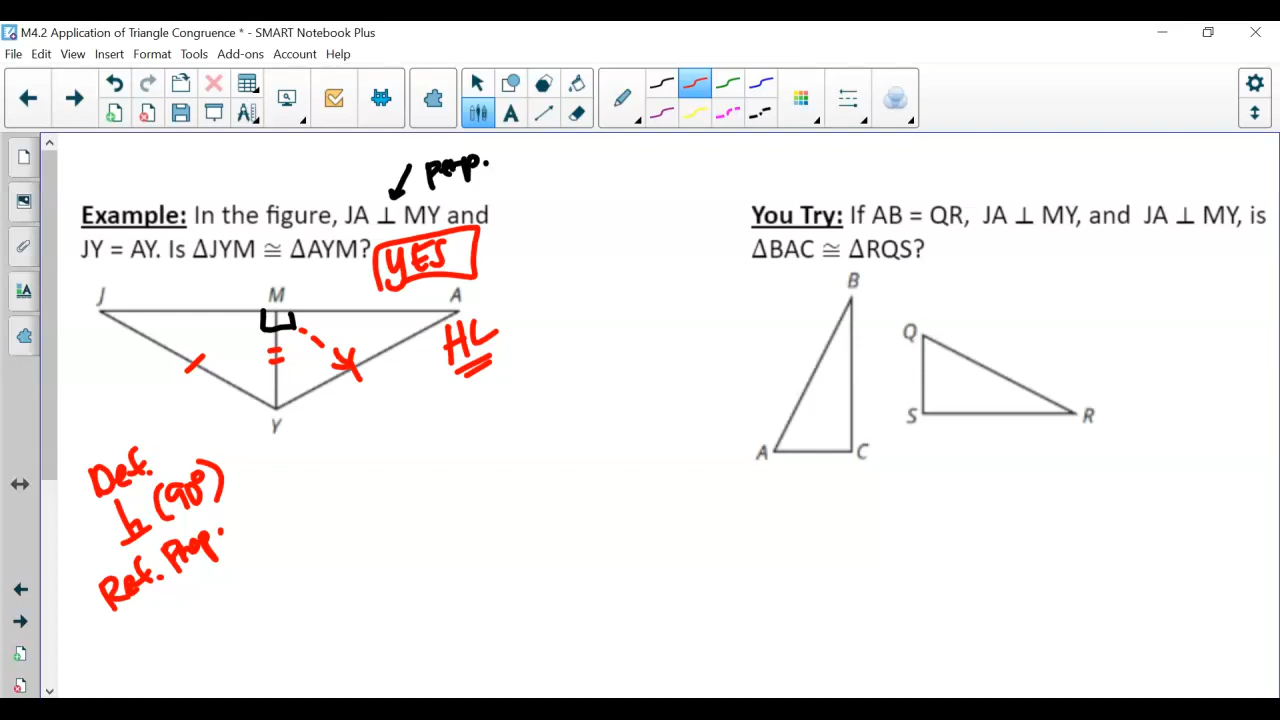 M4.2 Application of Triangle Congruence * - SMART Notebook Plus
File Edit View Insert Format Tools Add-ons Account Help
perp.
Example: In the figure, JA ⊥ MY and
JY = AY. Is ΔJYM ≅ ΔAYM?
YES
J M A
HL
Y
Def.
⊥ (90°)
Ref. Prop.
You Try: If AB = QR, JA ⊥ MY, and JA ⊥ MY, is
ΔBAC ≅ ΔRQS?
B
Q
S R
A C